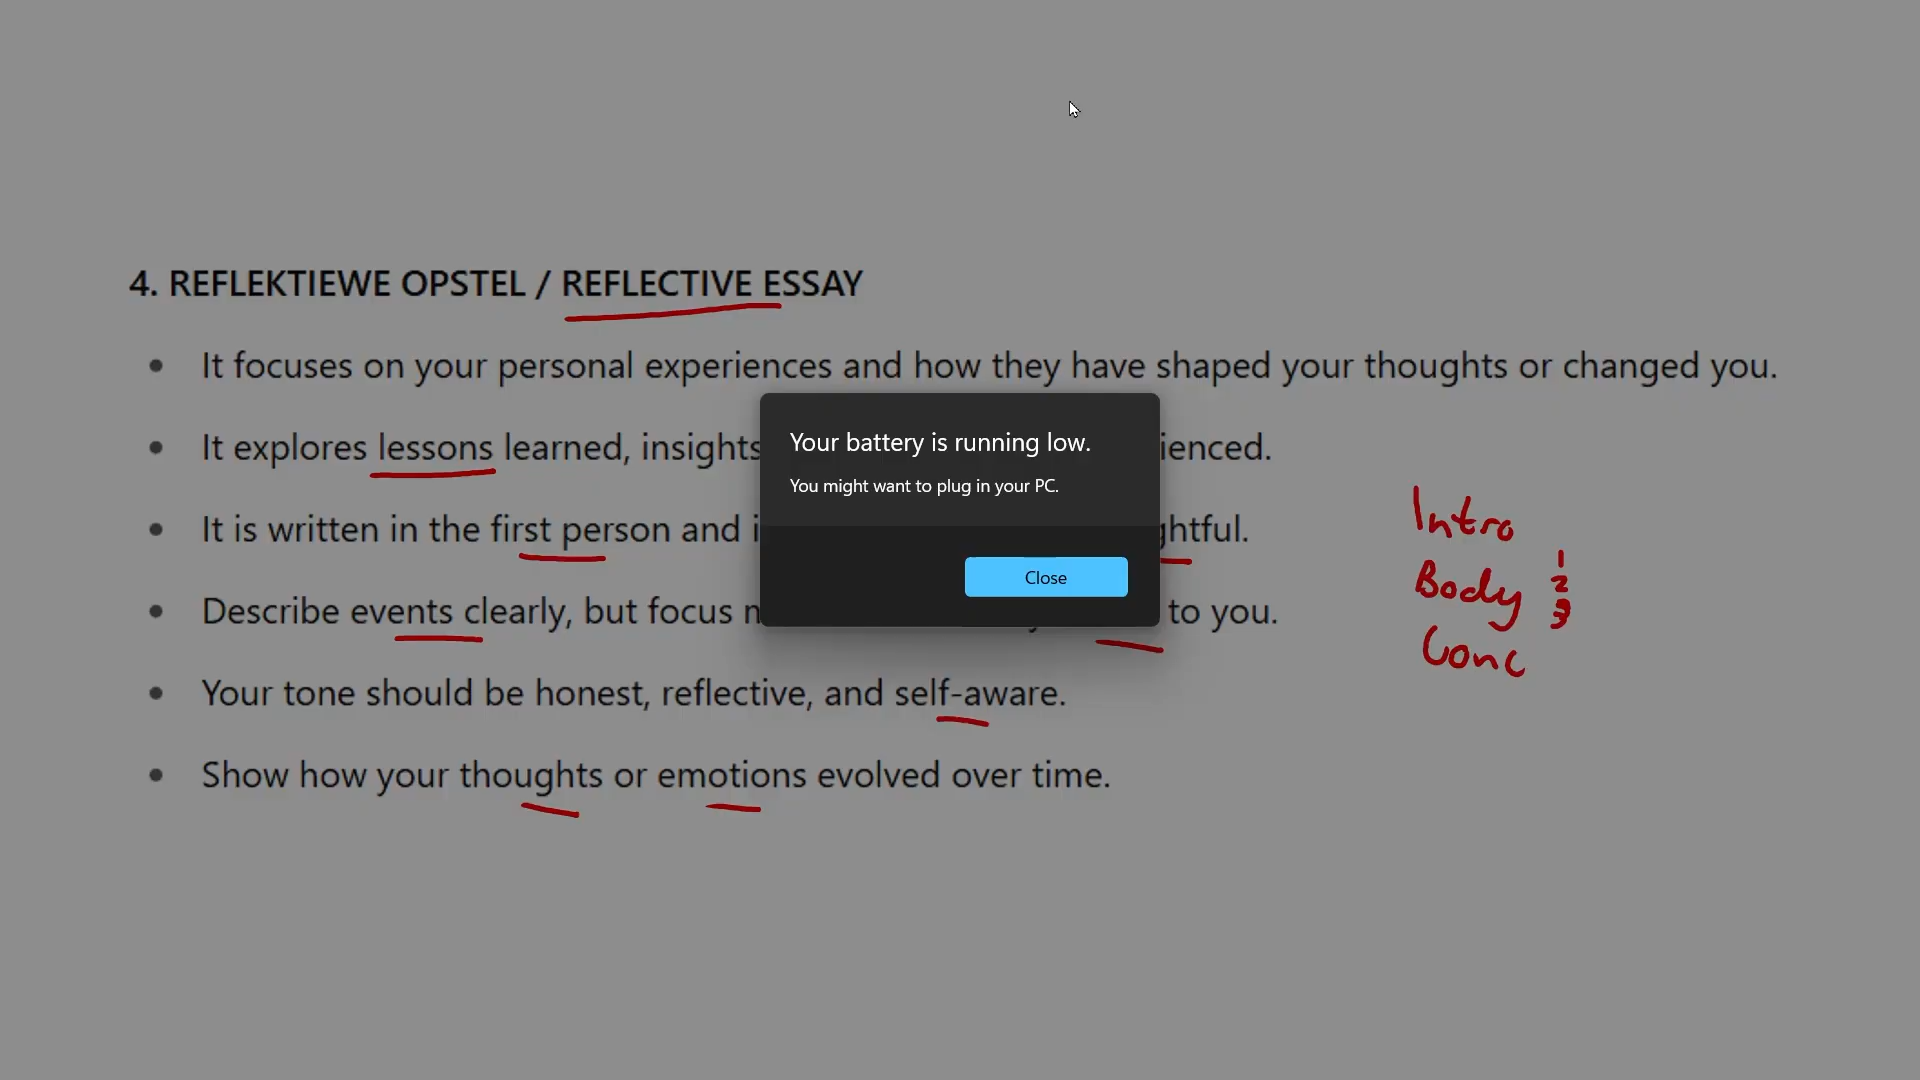 4. REFLEKTIEWE OPSTEL / REFLECTIVE ESSAY
• It focuses on your personal experiences and how they have shaped your thoughts or changed you.
• It explores lessons learned, insights ienced.
• It is written in the first person and i ghtful.
• Describe events clearly, but focus to you.
• Your tone should be honest, reflective, and self-aware.
• Show how your thoughts or emotions evolved over time.
Your battery is running low.
You might want to plug in your PC.
Close
Intro
Body 1
2
3
Conc